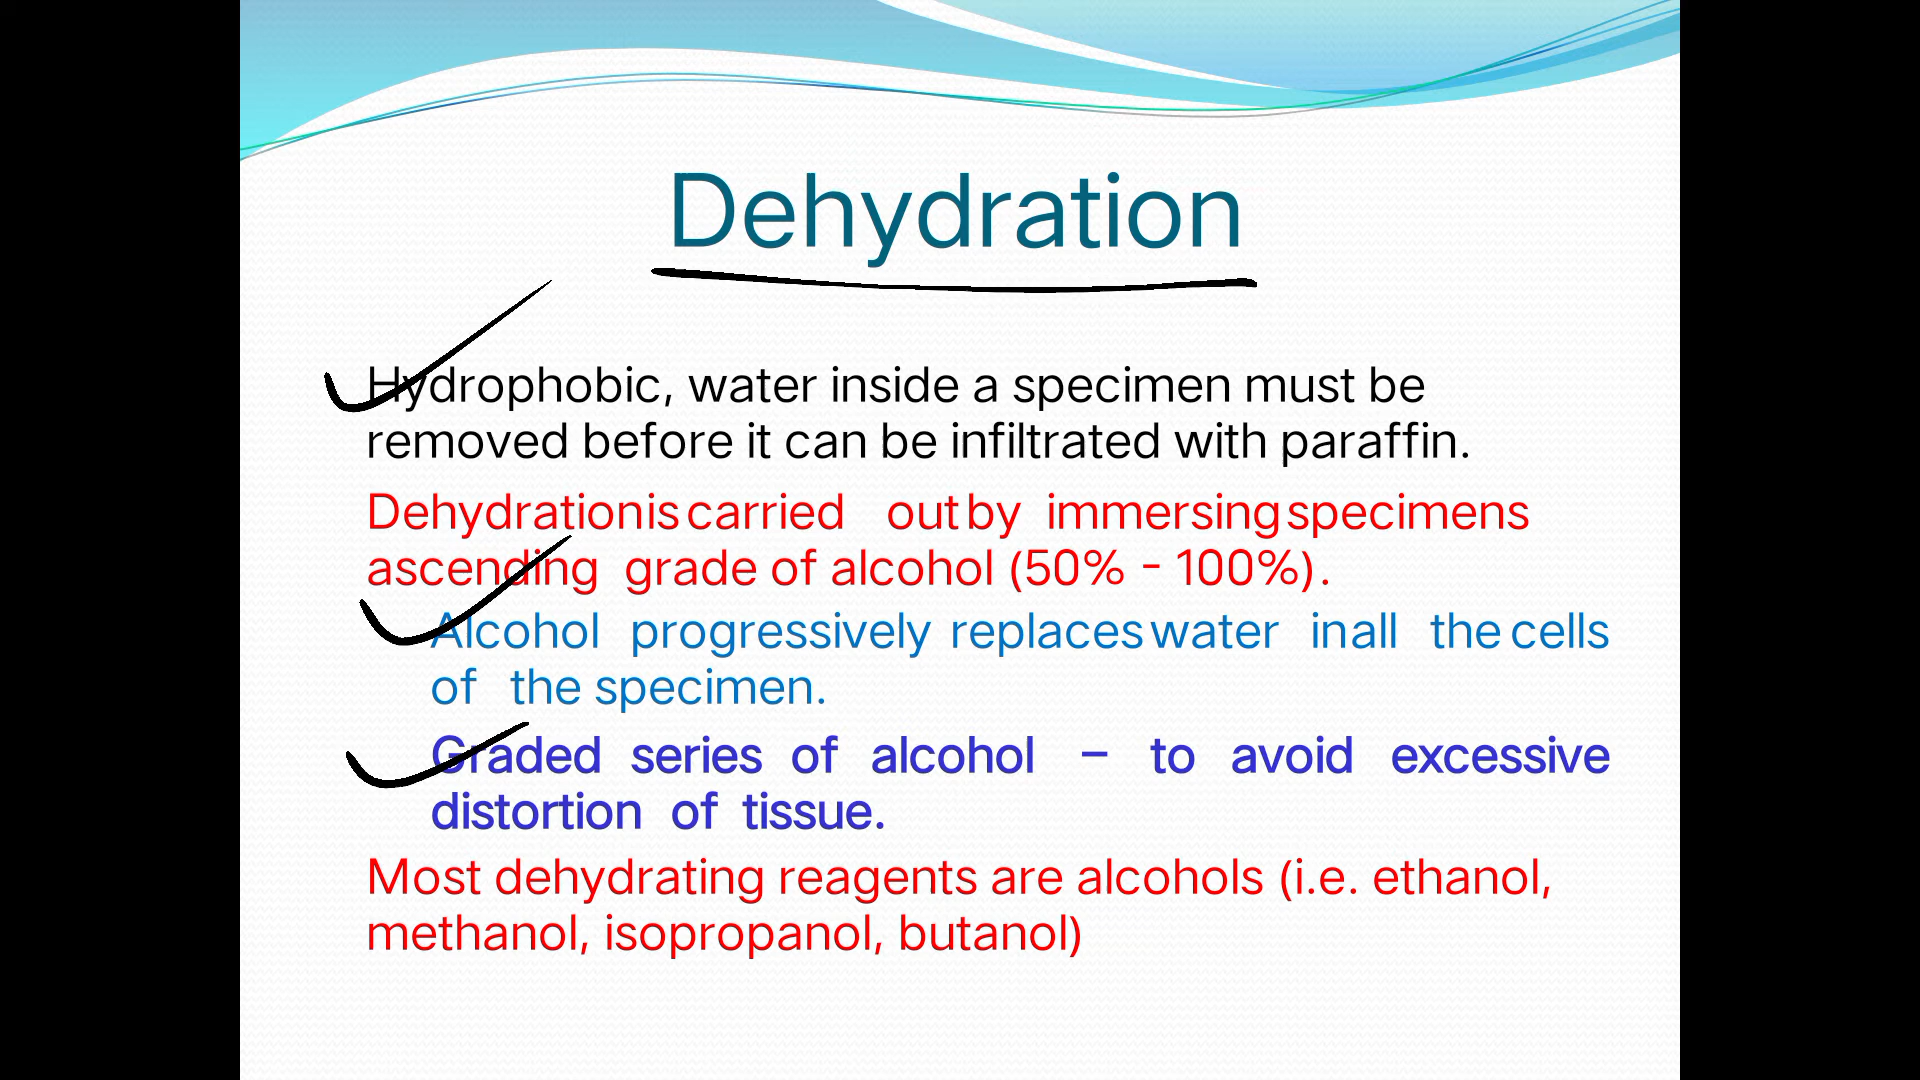 Dehydration
Hydrophobic, water inside a specimen must be
removed before it can be infiltrated with paraffin.
Dehydrationis carried out by immersing specimens
ascending grade of alcohol (50% - 100%).
Alcohol progressively replaces water inall the cells
of the specimen.
Graded series of alcohol – to avoid excessive
distortion of tissue.
Most dehydrating reagents are alcohols (i.e. ethanol,
methanol, isopropanol, butanol)